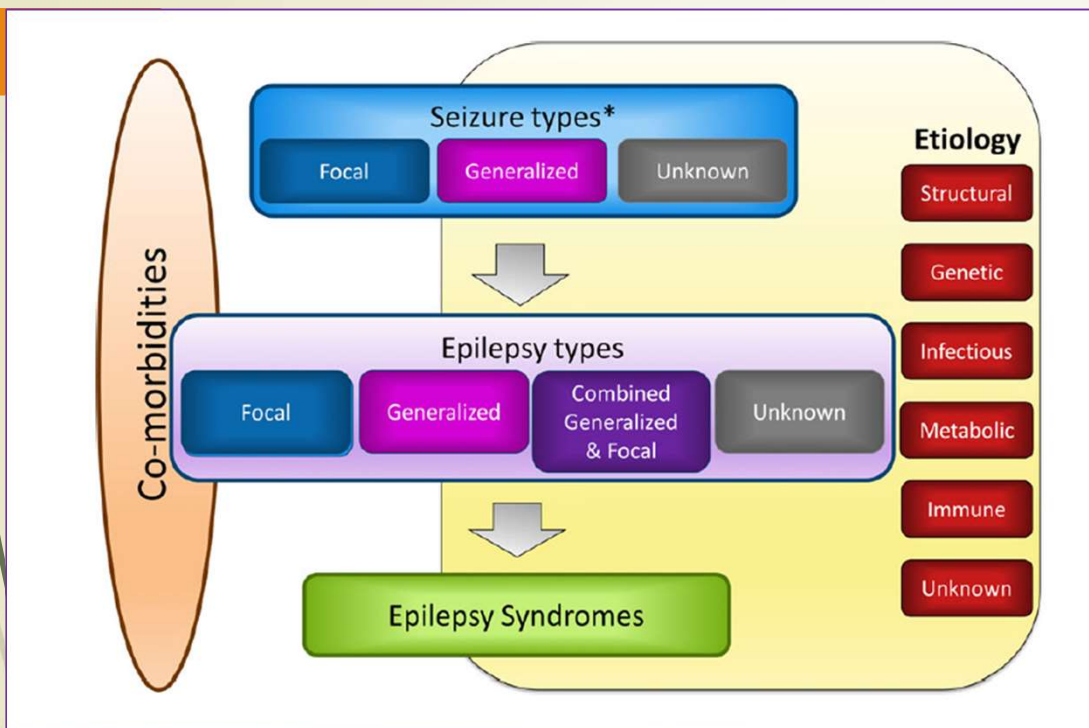 Seizure types*
Focal
Generalized
Unknown
Etiology
Structural
Genetic
Infectious
Metabolic
Immune
Unknown
Co-morbidities
Epilepsy types
Focal
Generalized
Combined
Generalized
& Focal
Unknown
Epilepsy Syndromes